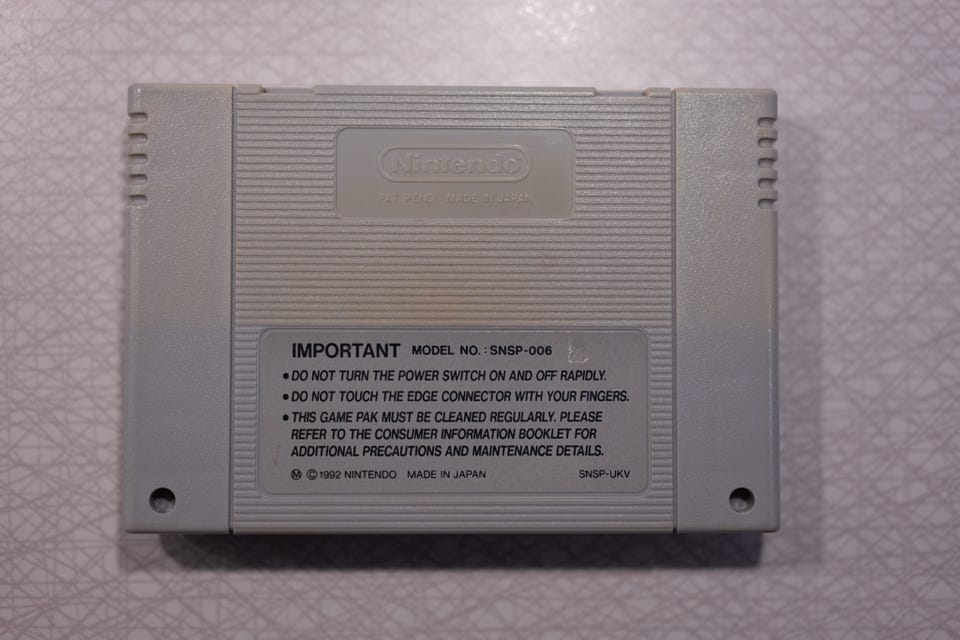 Nintendo
PAT. PEND. MADE IN JAPAN
IMPORTANT MODEL NO. : SNSP-006
● DO NOT TURN THE POWER SWITCH ON AND OFF RAPIDLY.
● DO NOT TOUCH THE EDGE CONNECTOR WITH YOUR FINGERS.
● THIS GAME PAK MUST BE CLEANED REGULARLY. PLEASE
REFER TO THE CONSUMER INFORMATION BOOKLET FOR
ADDITIONAL PRECAUTIONS AND MAINTENANCE DETAILS.
Ⓜ ©1992 NINTENDO MADE IN JAPAN SNSP-UKV